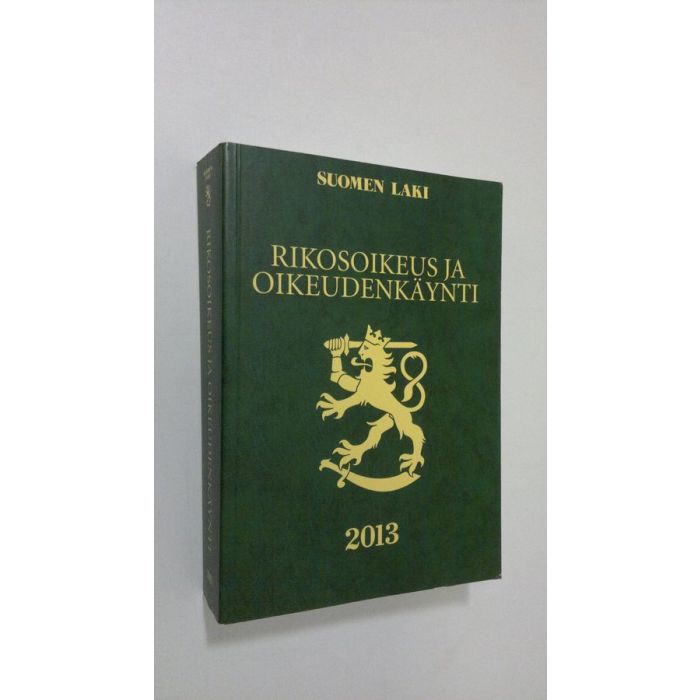 SUOMEN LAKI
RIKOSOIKEUS JA
OIKEUDENKÄYNTI
2013
RIKOSOIKEUS JA OIKEUDENKÄYNTI